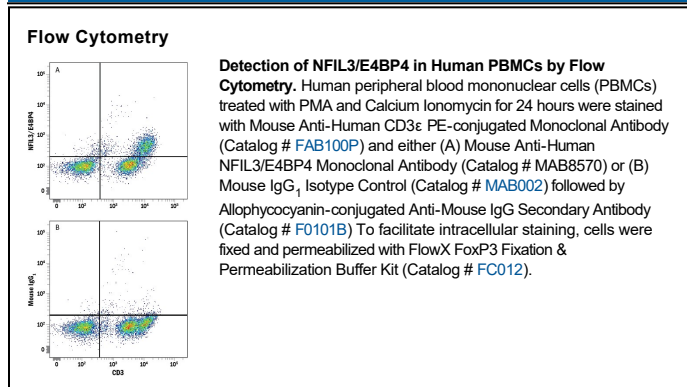 Flow Cytometry
Detection of NFIL3/E4BP4 in Human PBMCs by Flow
Cytometry. Human peripheral blood mononuclear cells (PBMCs)
treated with PMA and Calcium Ionomycin for 24 hours were stained
with Mouse Anti-Human CD3ε PE-conjugated Monoclonal Antibody
(Catalog # FAB100P) and either (A) Mouse Anti-Human
NFIL3/E4BP4 Monoclonal Antibody (Catalog # MAB8570) or (B)
Mouse IgG1 Isotype Control (Catalog # MAB002) followed by
Allophycocyanin-conjugated Anti-Mouse IgG Secondary Antibody
(Catalog # F0101B) To facilitate intracellular staining, cells were
fixed and permeabilized with FlowX FoxP3 Fixation &
Permeabilization Buffer Kit (Catalog # FC012).
A
NFIL3/E4BP4
0
B
Mouse IgG1
0
CD3